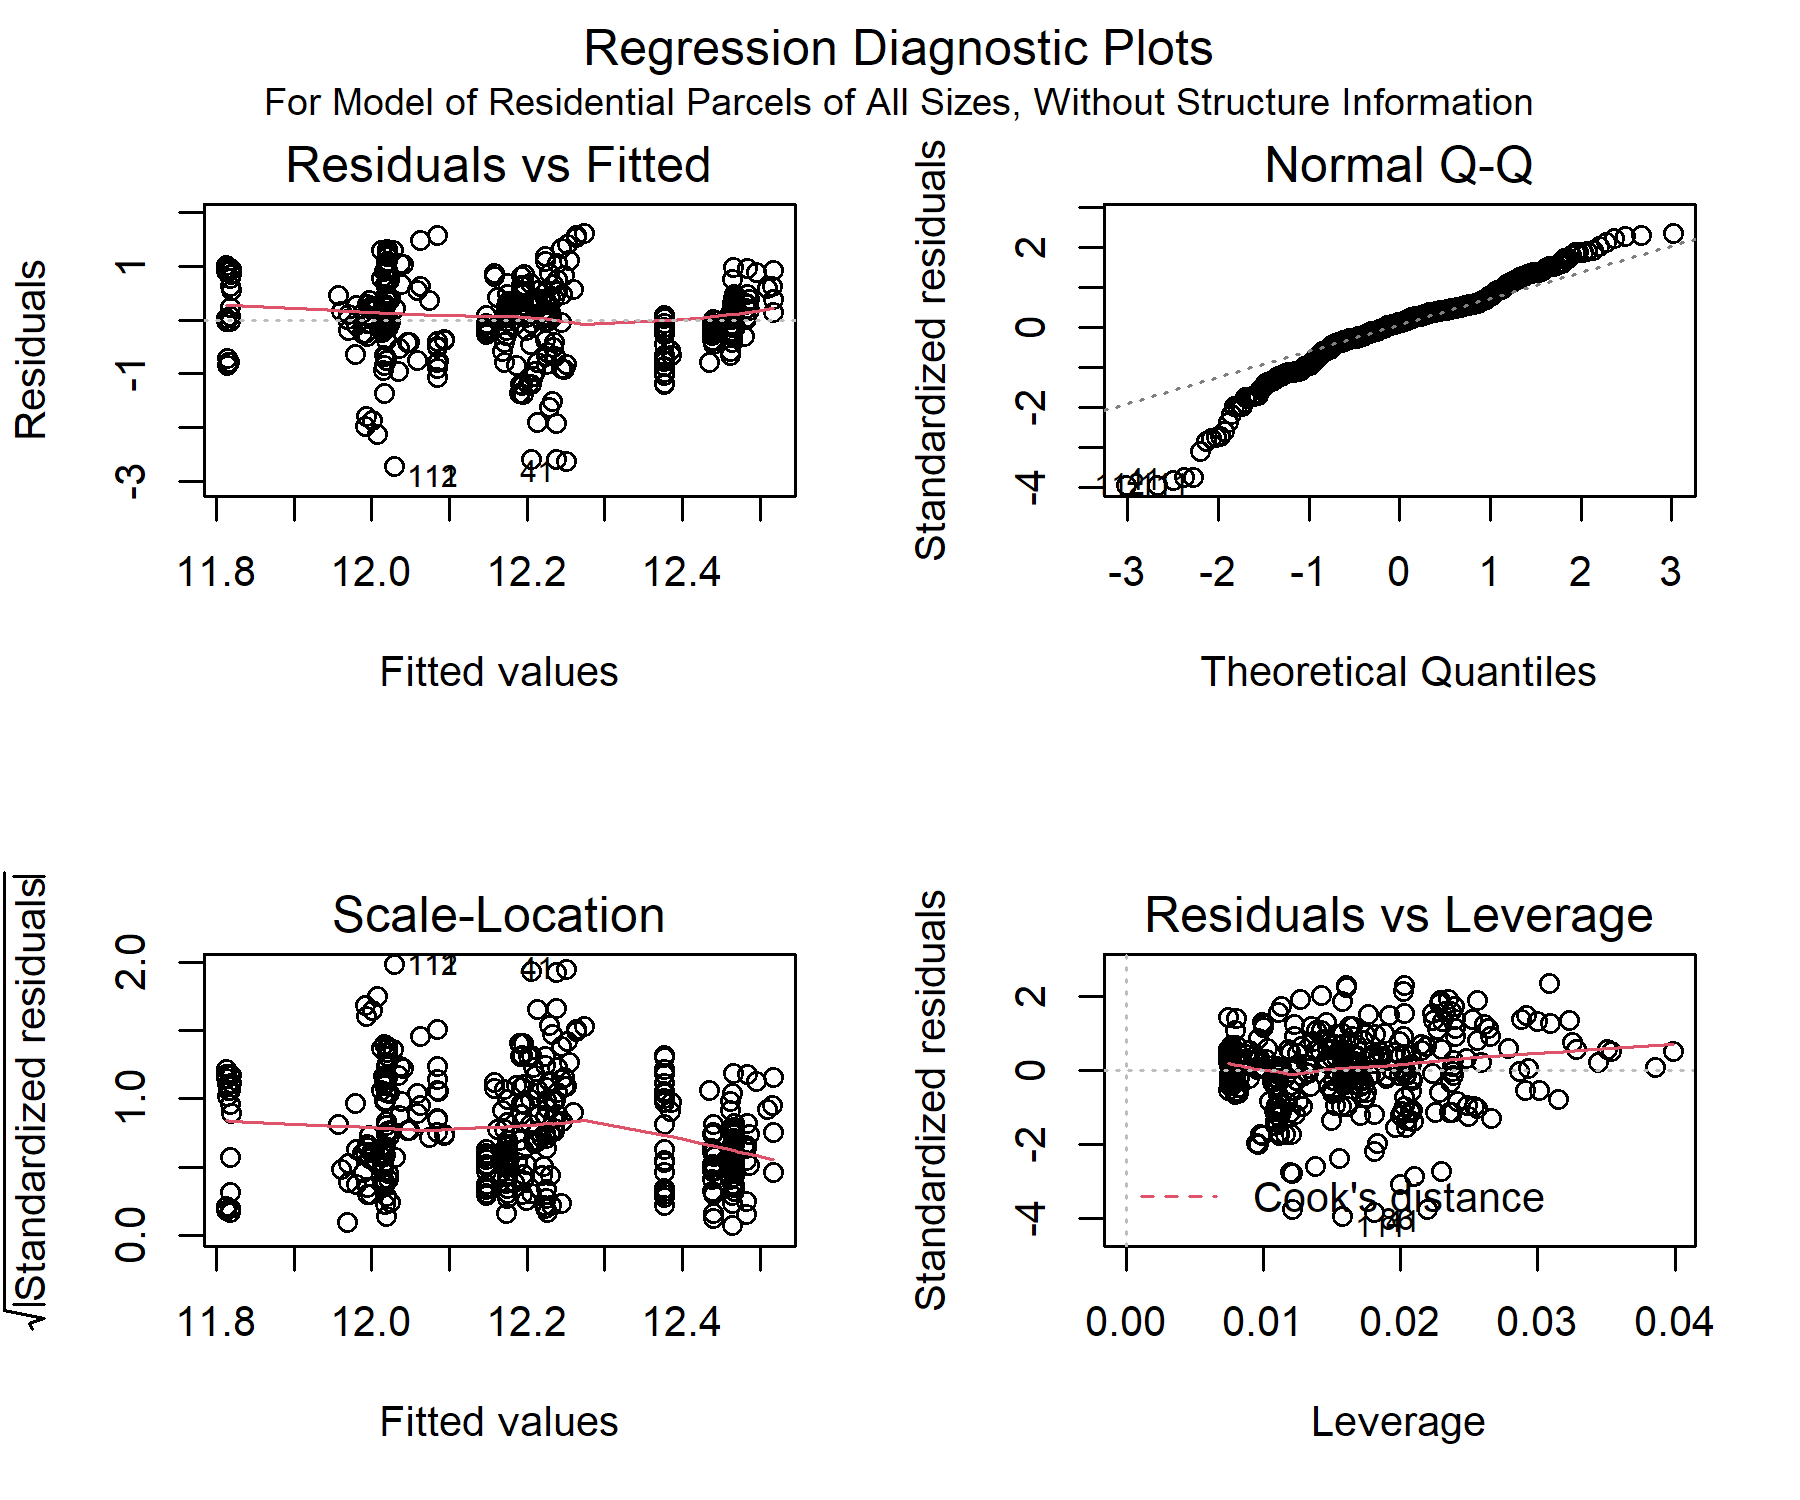 Regression Diagnostic Plots
For Model of Residential Parcels of All Sizes, Without Structure Information
Residuals vs Fitted
Residuals
1
-1
-3
41
11.8 12.0 12.2 12.4
Fitted values
Normal Q-Q
Standardized residuals
2
0
-2
-4
-3 -2 -1 0 1 2 3
Theoretical Quantiles
Scale-Location
√|Standardized residuals|
2.0
1.0
0.0
41
11.8 12.0 12.2 12.4
Fitted values
Residuals vs Leverage
Standardized residuals
2
0
-2
-4
Cook's distance
0.00 0.01 0.02 0.03 0.04
Leverage